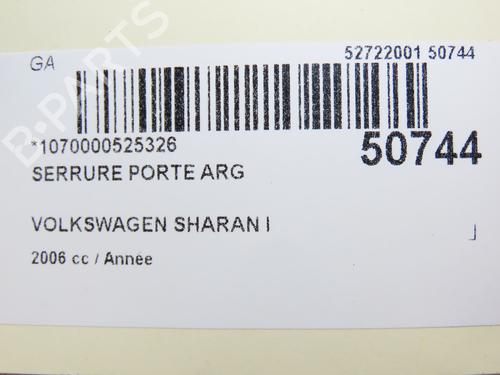 GA
52722001 50744
*1070000525326
50744
SERRURE PORTE ARG
VOLKSWAGEN SHARAN I
2006 cc / Année
B-PARTS